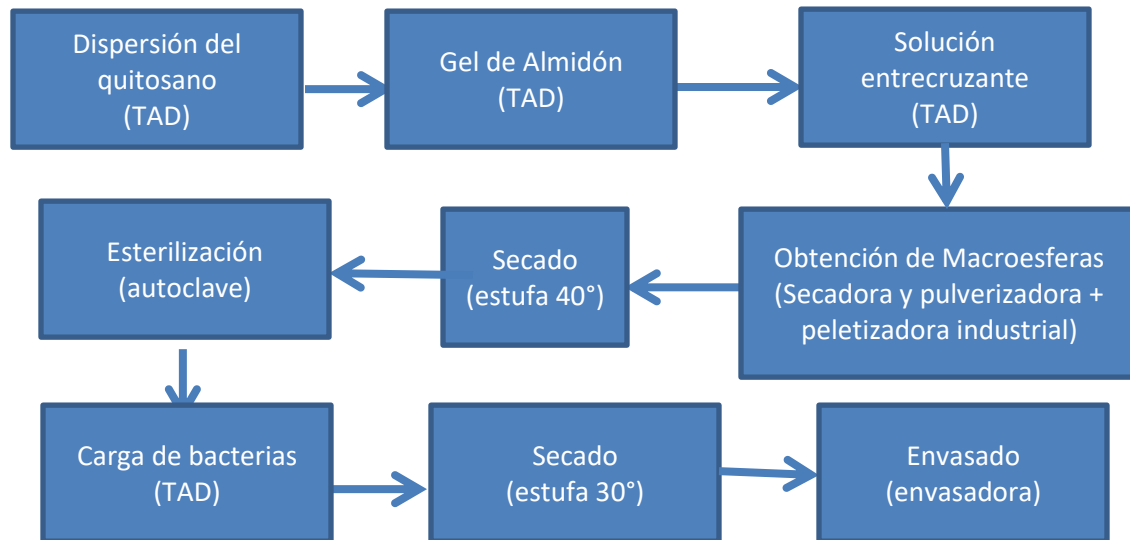 Dispersión del
quitosano
(TAD)
Gel de Almidón
(TAD)
Solución
entrecruzante
(TAD)
Obtención de Macroesferas
(Secadora y pulverizadora +
peletizadora industrial)
Secado
(estufa 40°)
Esterilización
(autoclave)
Carga de bacterias
(TAD)
Secado
(estufa 30°)
Envasado
(envasadora)